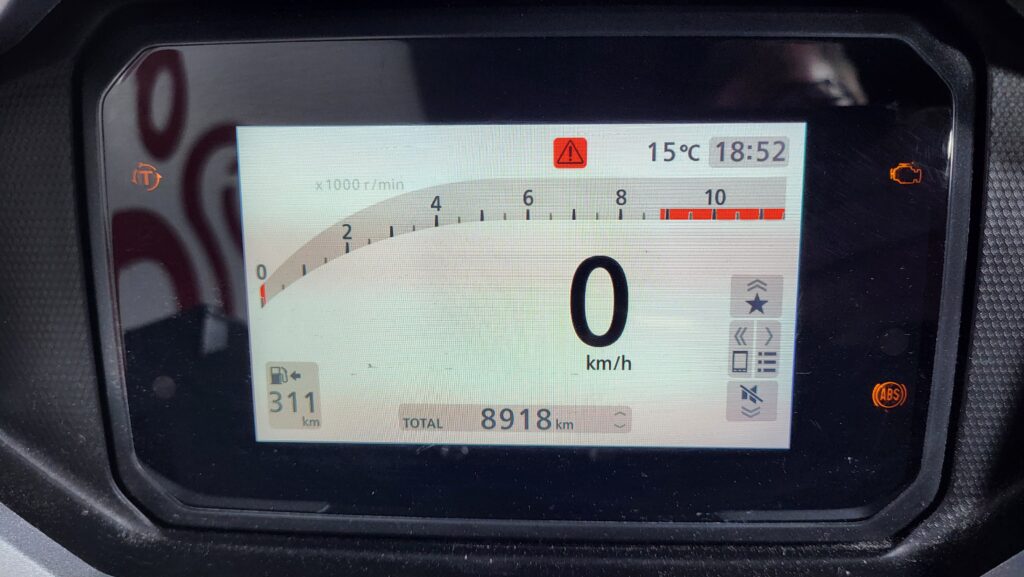 15°C 18:52
x1000 r/min
0 2 4 6 8 10
T
0
km/h
311
km
TOTAL 8918 km
ABS